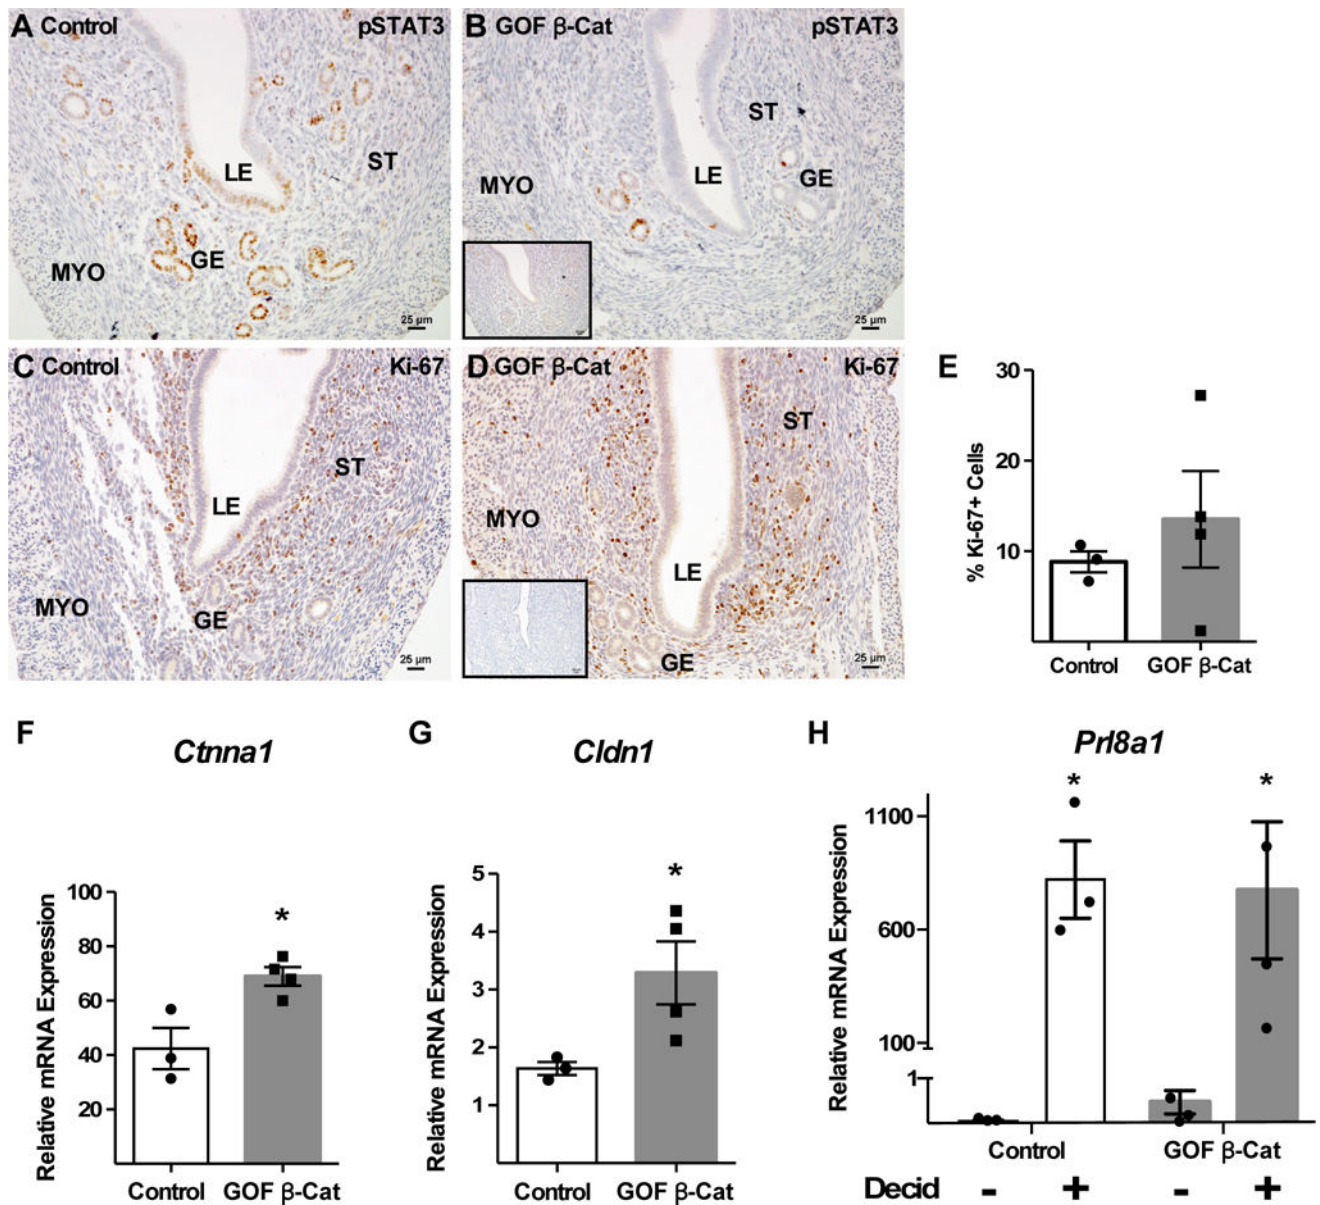 A Control pSTAT3
LE
ST
GE
MYO
25 µm
B GOF β-Cat pSTAT3
ST
LE
GE
MYO
25 µm
C Control Ki-67
ST
LE
MYO
GE
25 µm
D GOF β-Cat Ki-67
ST
MYO
LE
GE
25 µm
E
% Ki-67+ Cells
30
20
10
Control GOF β-Cat
F
Ctnna1
Relative mRNA Expression
100
80
60
40
20
*
Control GOF β-Cat
G
Cldn1
Relative mRNA Expression
5
4
3
2
1
*
Control GOF β-Cat
H
Prl8a1
Relative mRNA Expression
1100
600
100
1
* *
Control GOF β-Cat
Decid - + - +